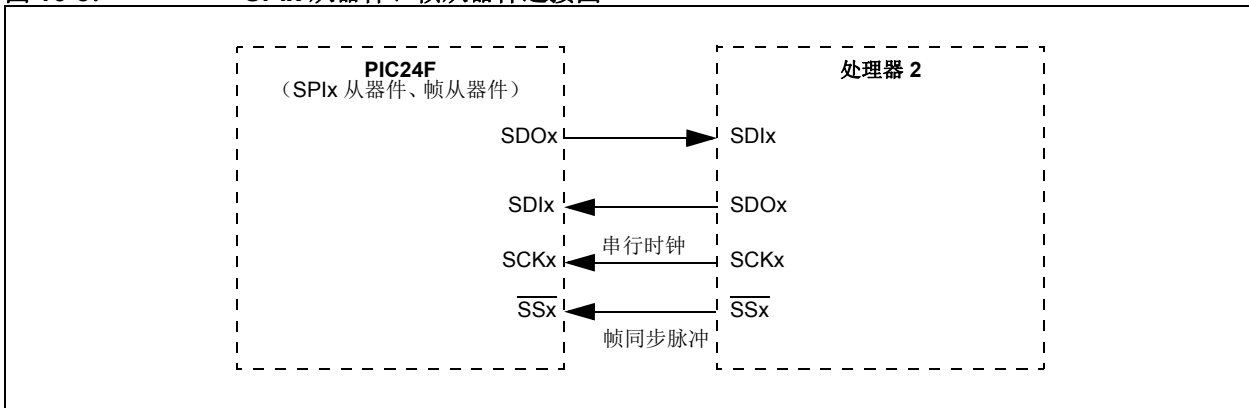 PIC24F
（SPIx 从器件、帧从器件）
处理器 2
SDOx
SDIx
SDIx
SDOx
串行时钟
SCKx
SCKx
SSx
SSx
帧同步脉冲